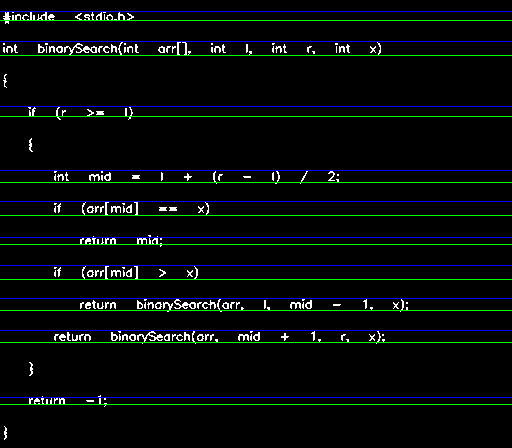 #include <stdio.h>
int binarySearch(int arr[], int l, int r, int x)
{
if (r >= l)
{
int mid = l + (r - l) / 2;
if (arr[mid] == x)
return mid;
if (arr[mid] > x)
return binarySearch(arr, l, mid - 1, x);
return binarySearch(arr, mid + 1, r, x);
}
return -1;
}